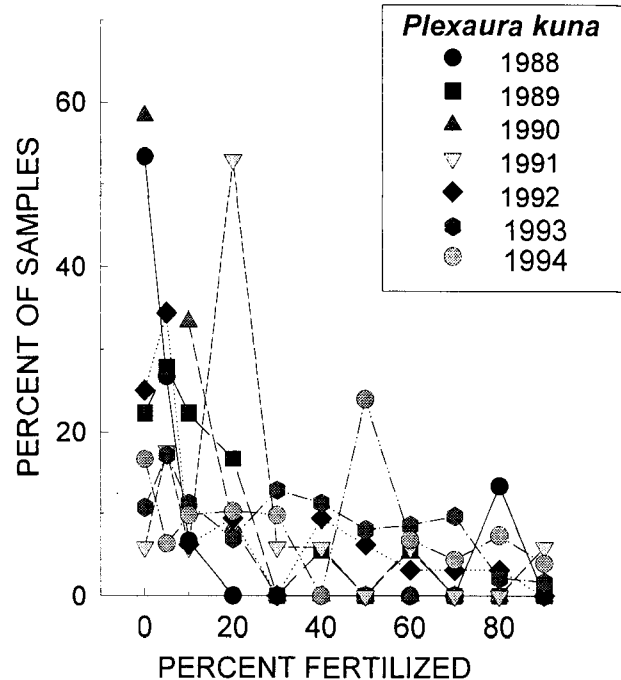 Plexaura kuna
1988
1989
1990
1991
1992
1993
1994
PERCENT OF SAMPLES
60
40
20
0
0 20 40 60 80
PERCENT FERTILIZED